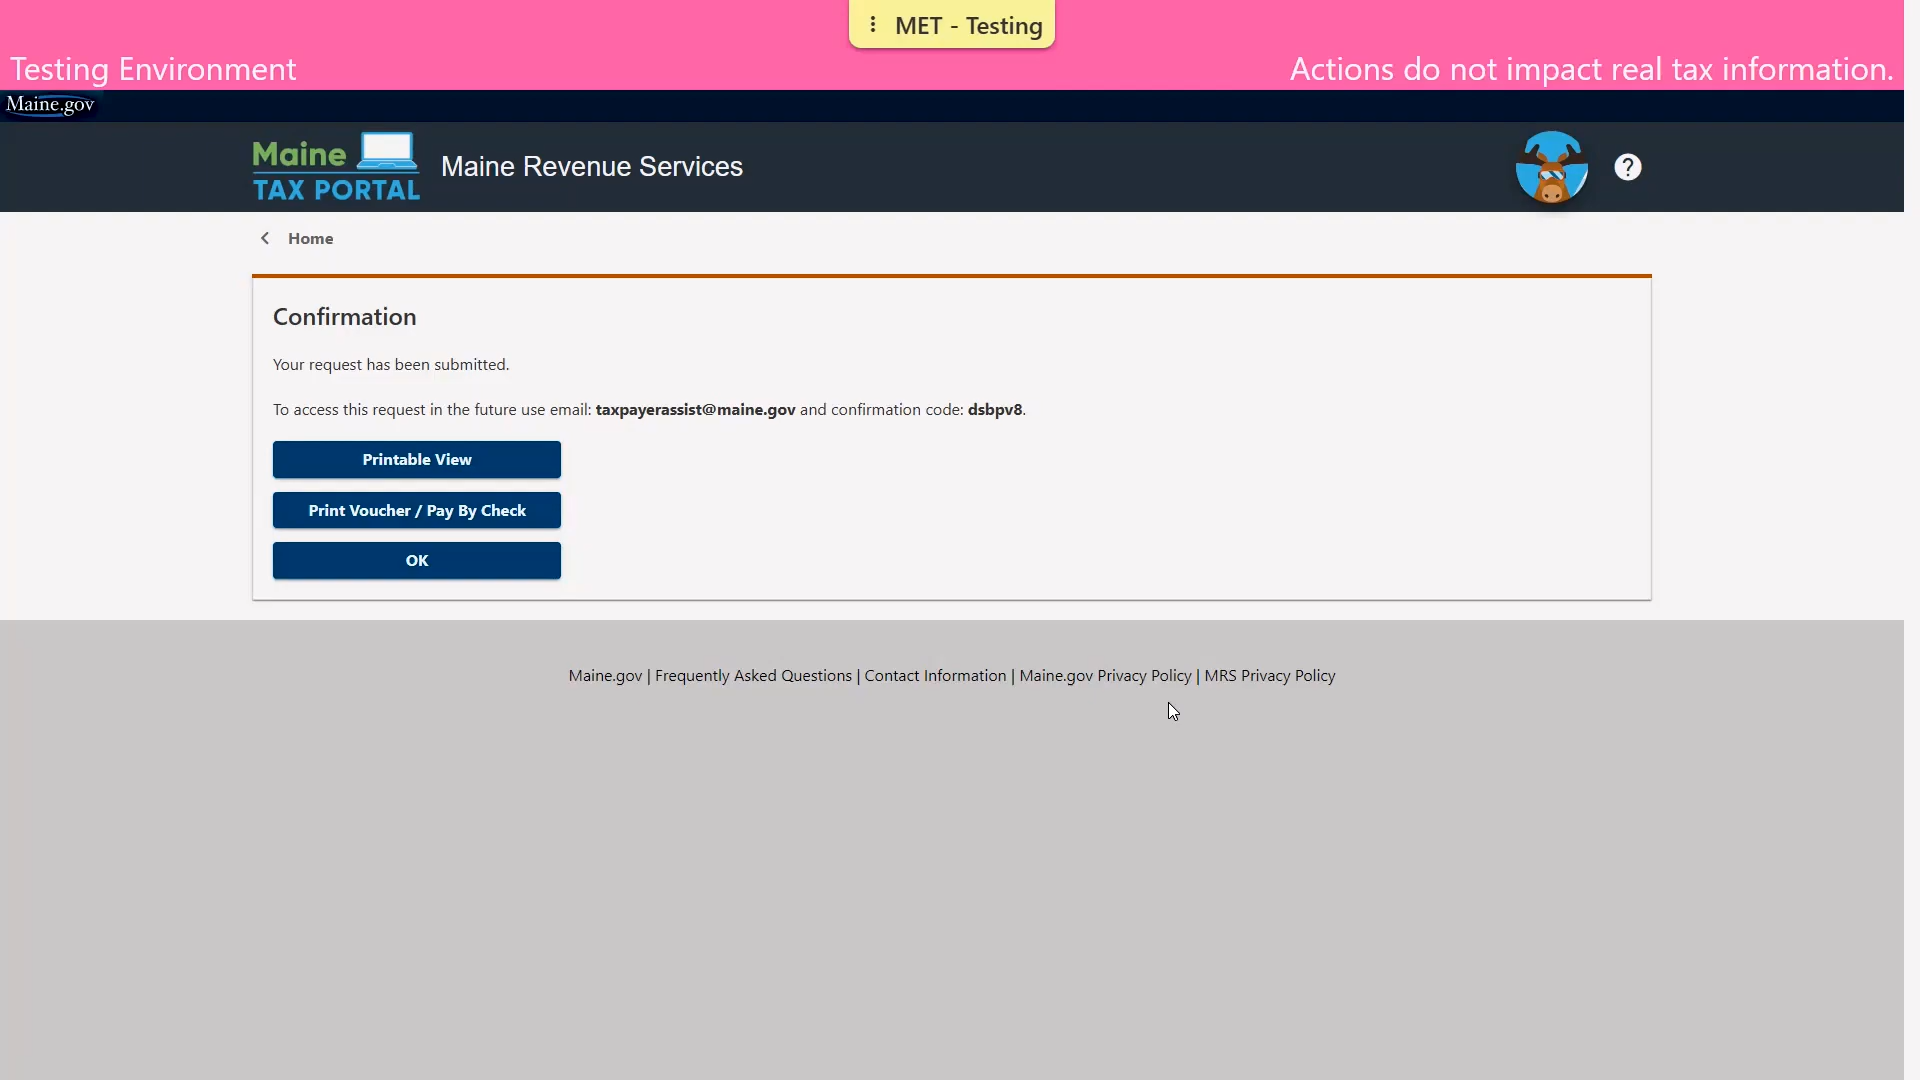 MET - Testing
Testing Environment
Actions do not impact real tax information.
Maine.gov
Maine
TAX PORTAL
Maine Revenue Services
?
Home
Confirmation
Your request has been submitted.
To access this request in the future use email: taxpayerassist@maine.gov and confirmation code: dsbpv8.
Printable View
Print Voucher / Pay By Check
OK
Maine.gov | Frequently Asked Questions | Contact Information | Maine.gov Privacy Policy | MRS Privacy Policy